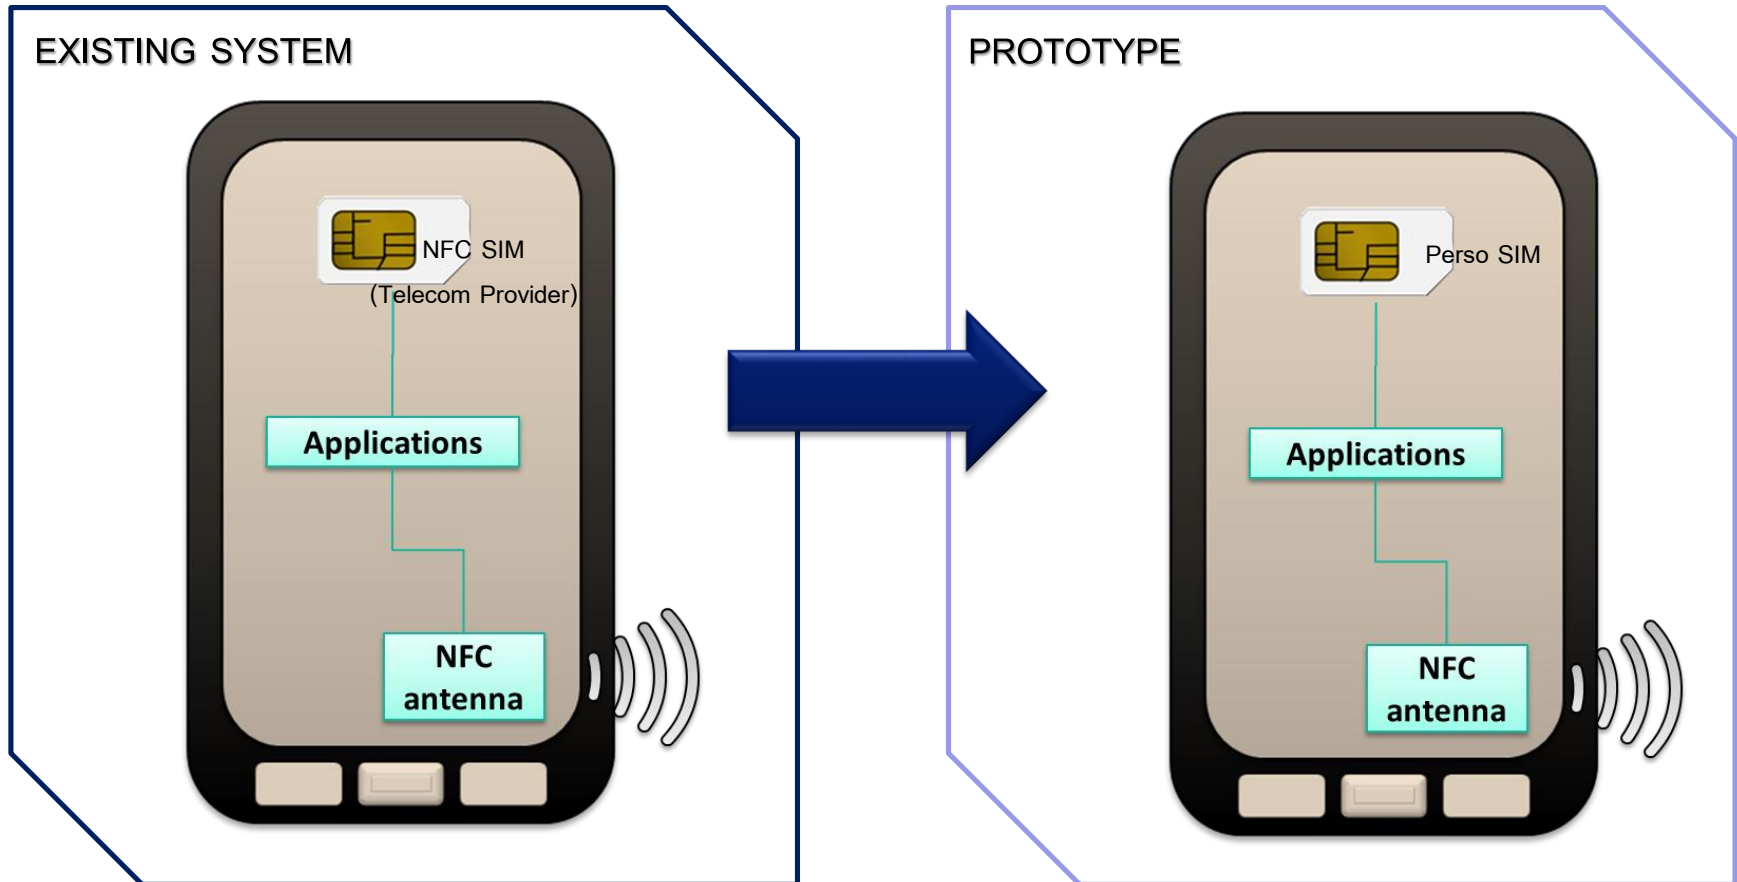 EXISTING SYSTEM
NFC SIM
(Telecom Provider)
Applications
NFC
antenna
PROTOTYPE
Perso SIM
Applications
NFC
antenna